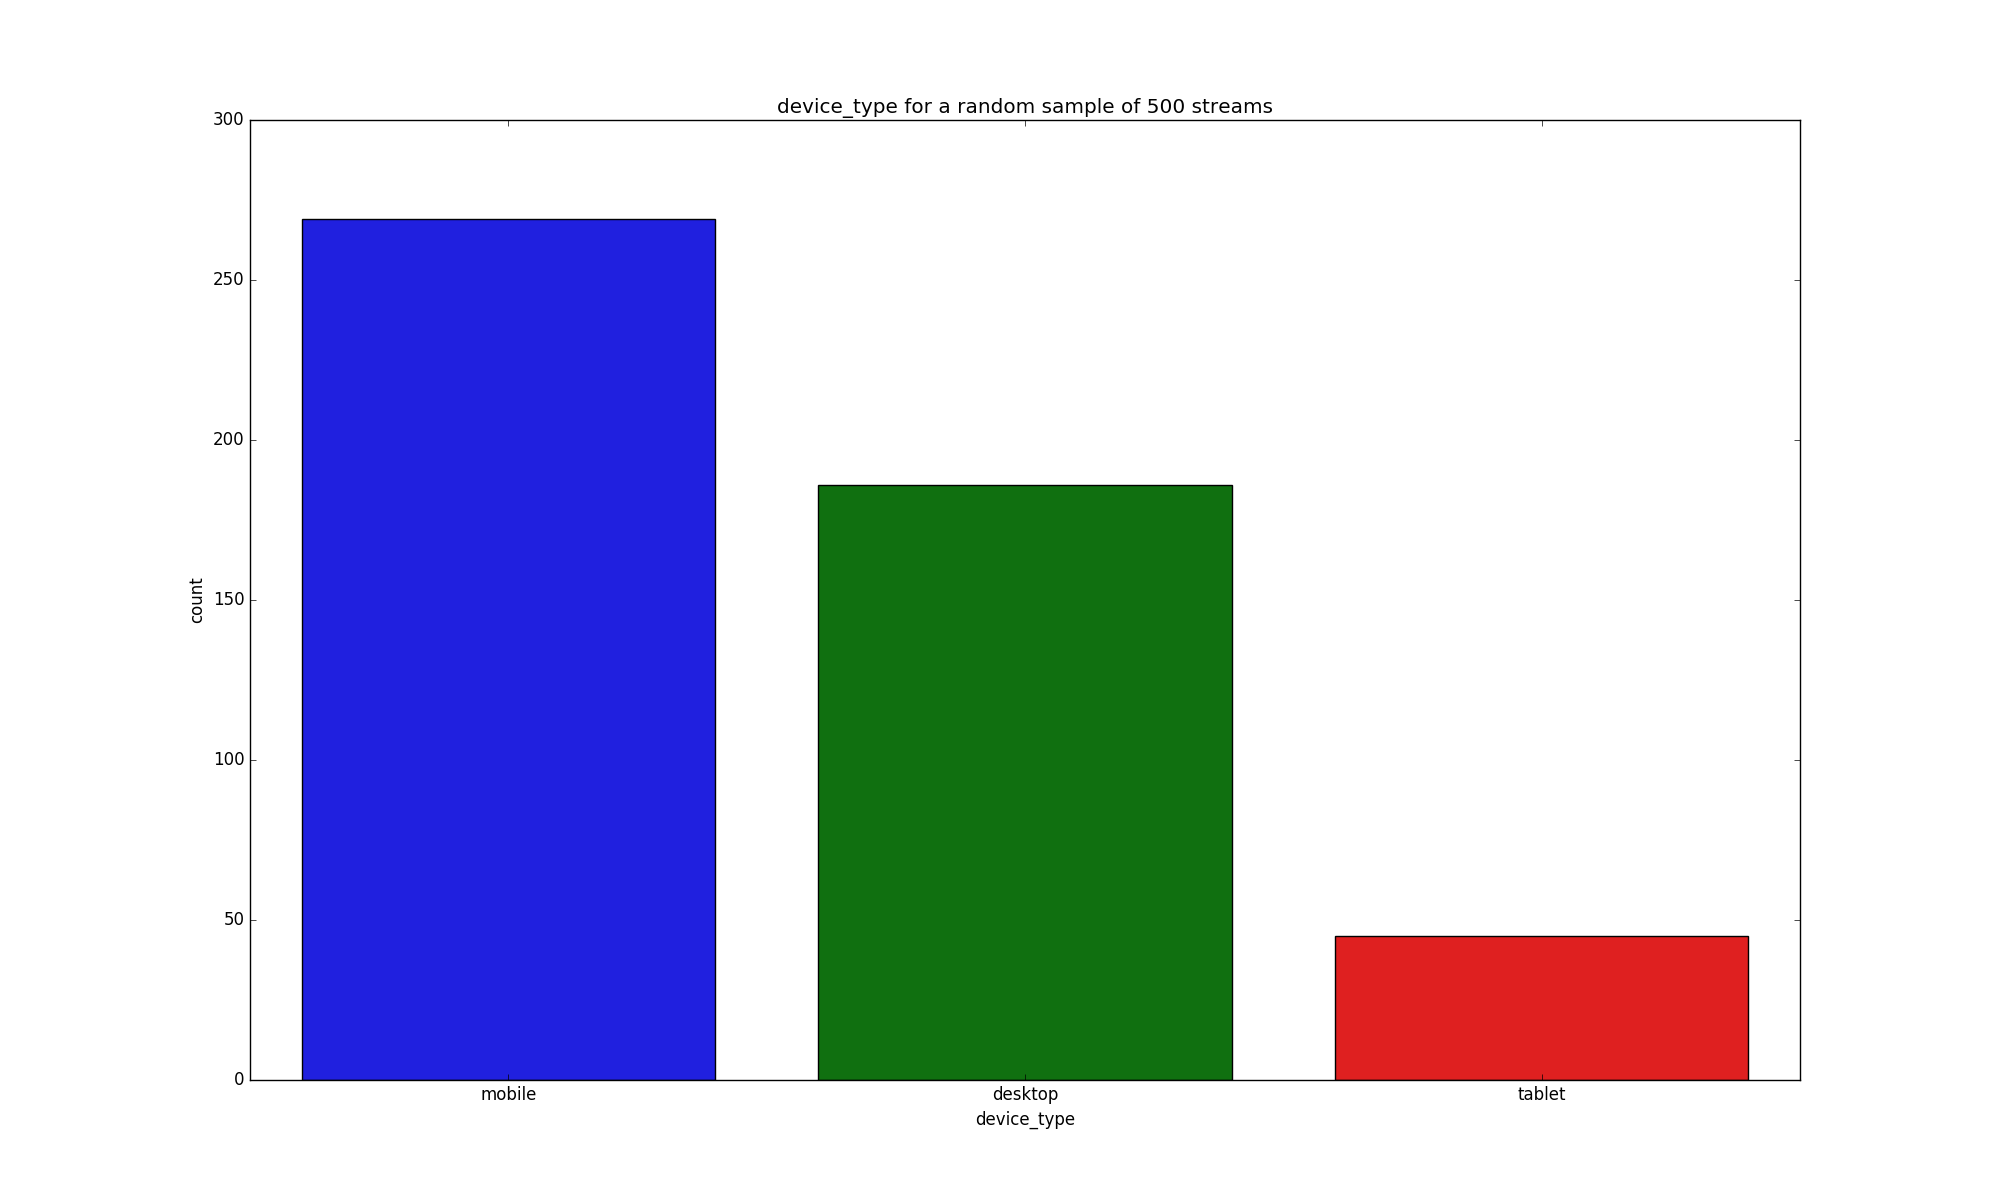 device_type for a random sample of 500 streams
300
250
200
150
100
50
0
count
mobile
desktop
tablet
device_type